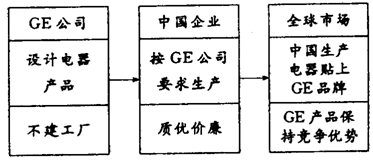 GE公司
设计电器
产品
不建工厂
中国企业
按GE公司
要求生产
质优价廉
全球市场
中国生产
电器贴上
GE品牌
GE产品保
持竞争优势